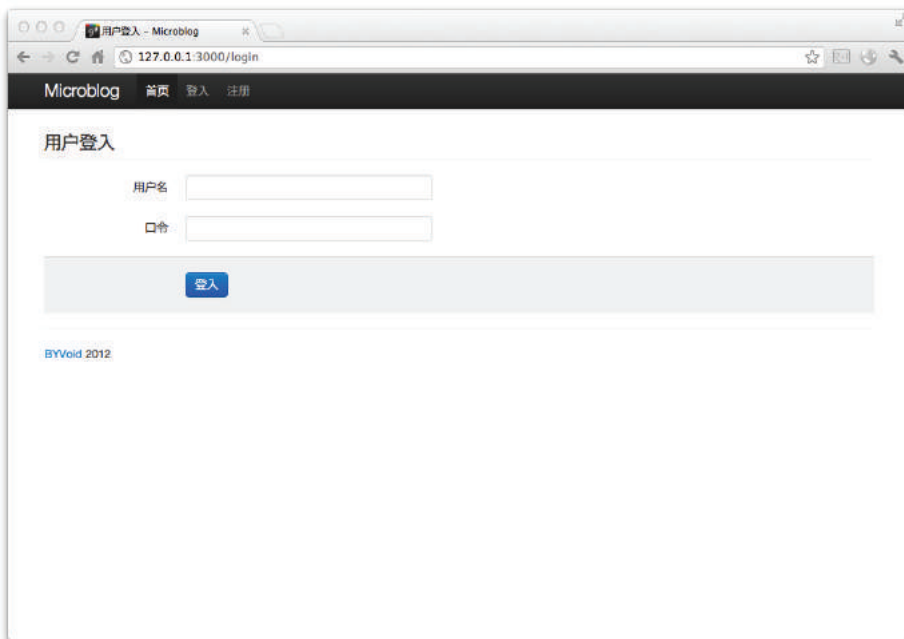 用户登入 - Microblog
127.0.0.1:3000/login
Microblog 首页 登入 注册
用户登入
用户名
口令
登入
BYVoid 2012